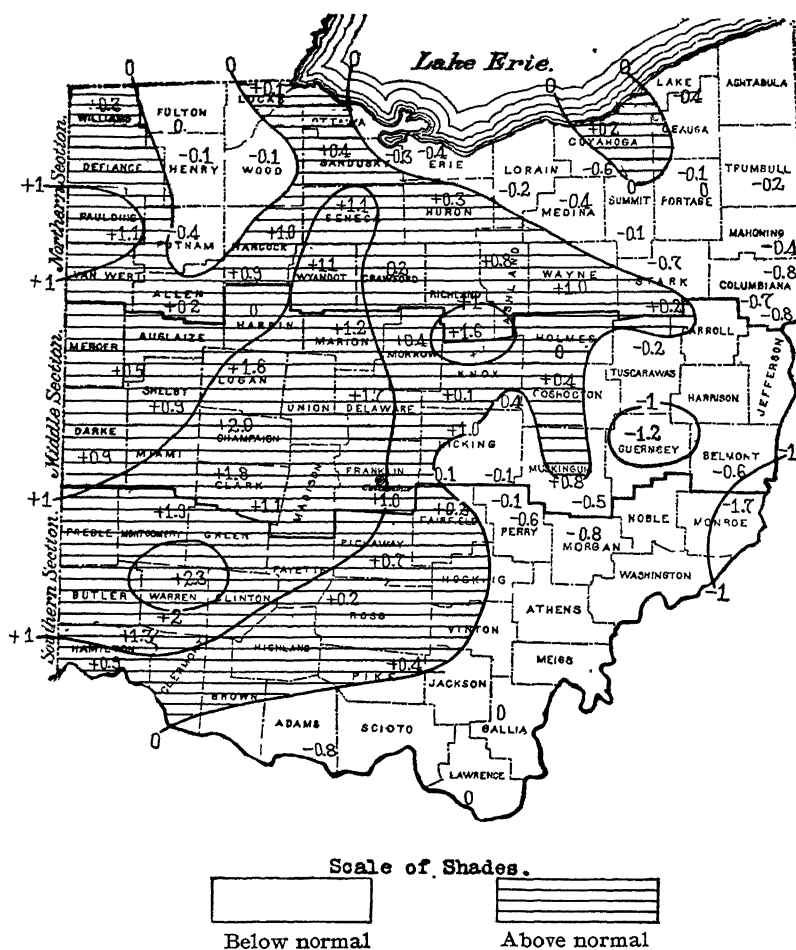 Lake Erie.
0 0 0 0 0
LAKE ASHTABULA
+0.1
LUCAS
-0.4
WILLIAMS
FULTON
0
OTTAWA
+0.2
CUYAHOGA
GEAUGA
DEFIANCE
-0.1
HENRY
-0.1
WOOD
+0.4
SANDUSKY
-0.3
-0.4
ERIE
LORAIN
-0.2
-0.6
-0.1
0
TRUMBULL
-0.2
+1
PAULDING
+1.1
-0.4
PUTNAM
HANCOCK
+1.1
SENECA
+0.3
HURON
MEDINA
-0.4
SUMMIT
PORTAGE
-0.1
MAHONING
-0.4
Northern Section.
+1
VAN WERT
ALLEN
+0.2
+0.9
+1.1
WYANDOT
CRAWFORD
RICHLAND
+0.8
ASHLAND
WAYNE
+1.0
-0.7
STARK
-0.8
COLUMBIANA
-0.7
-0.8
AUGLAIZE
HARDIN
0
+1.2
MARION
+0.4
MORROW
+1
+1.6
HOLMES
0
+0.2
CARROLL
MERCER
+0.5
SHELBY
+0.9
+1.8
LOGAN
KNOX
+0.1
+0.4
COSHOCTON
-0.2
TUSCARAWAS
HARRISON
JEFFERSON
Middle Section.
UNION
+1.7
DELAWARE
0.4
-1
-1.2
GUERNSEY
DARKE
+0.9
MIAMI
+2.0
CHAMPAIGN
+1.0
LICKING
BELMONT
-0.6
-1
+1
+1.8
CLARK
+1.1
MADISON
FRANKLIN
+1.0
0.1
-0.1
MUSKINGUM
+0.8
-0.5
PREBLE
MONTGOMERY
GREEN
PICKAWAY
FAIRFIELD
-0.1
-0.6
PERRY
-0.8
MORGAN
NOBLE
-1.7
MONROE
Southern Section.
BUTLER
+2.3
WARREN
+2
CLINTON
FAYETTE
+0.7
HOCKING
WASHINGTON
-1
+0.2
ROSS
ATHENS
+1
HAMILTON
CLERMONT
HIGHLAND
VINTON
+0.4
PIKE
MEIGS
JACKSON
BROWN
0
ADAMS
-0.8
SCIOTO
0
GALLIA
LAWRENCE
0
Scale of Shades.
Below normal Above normal